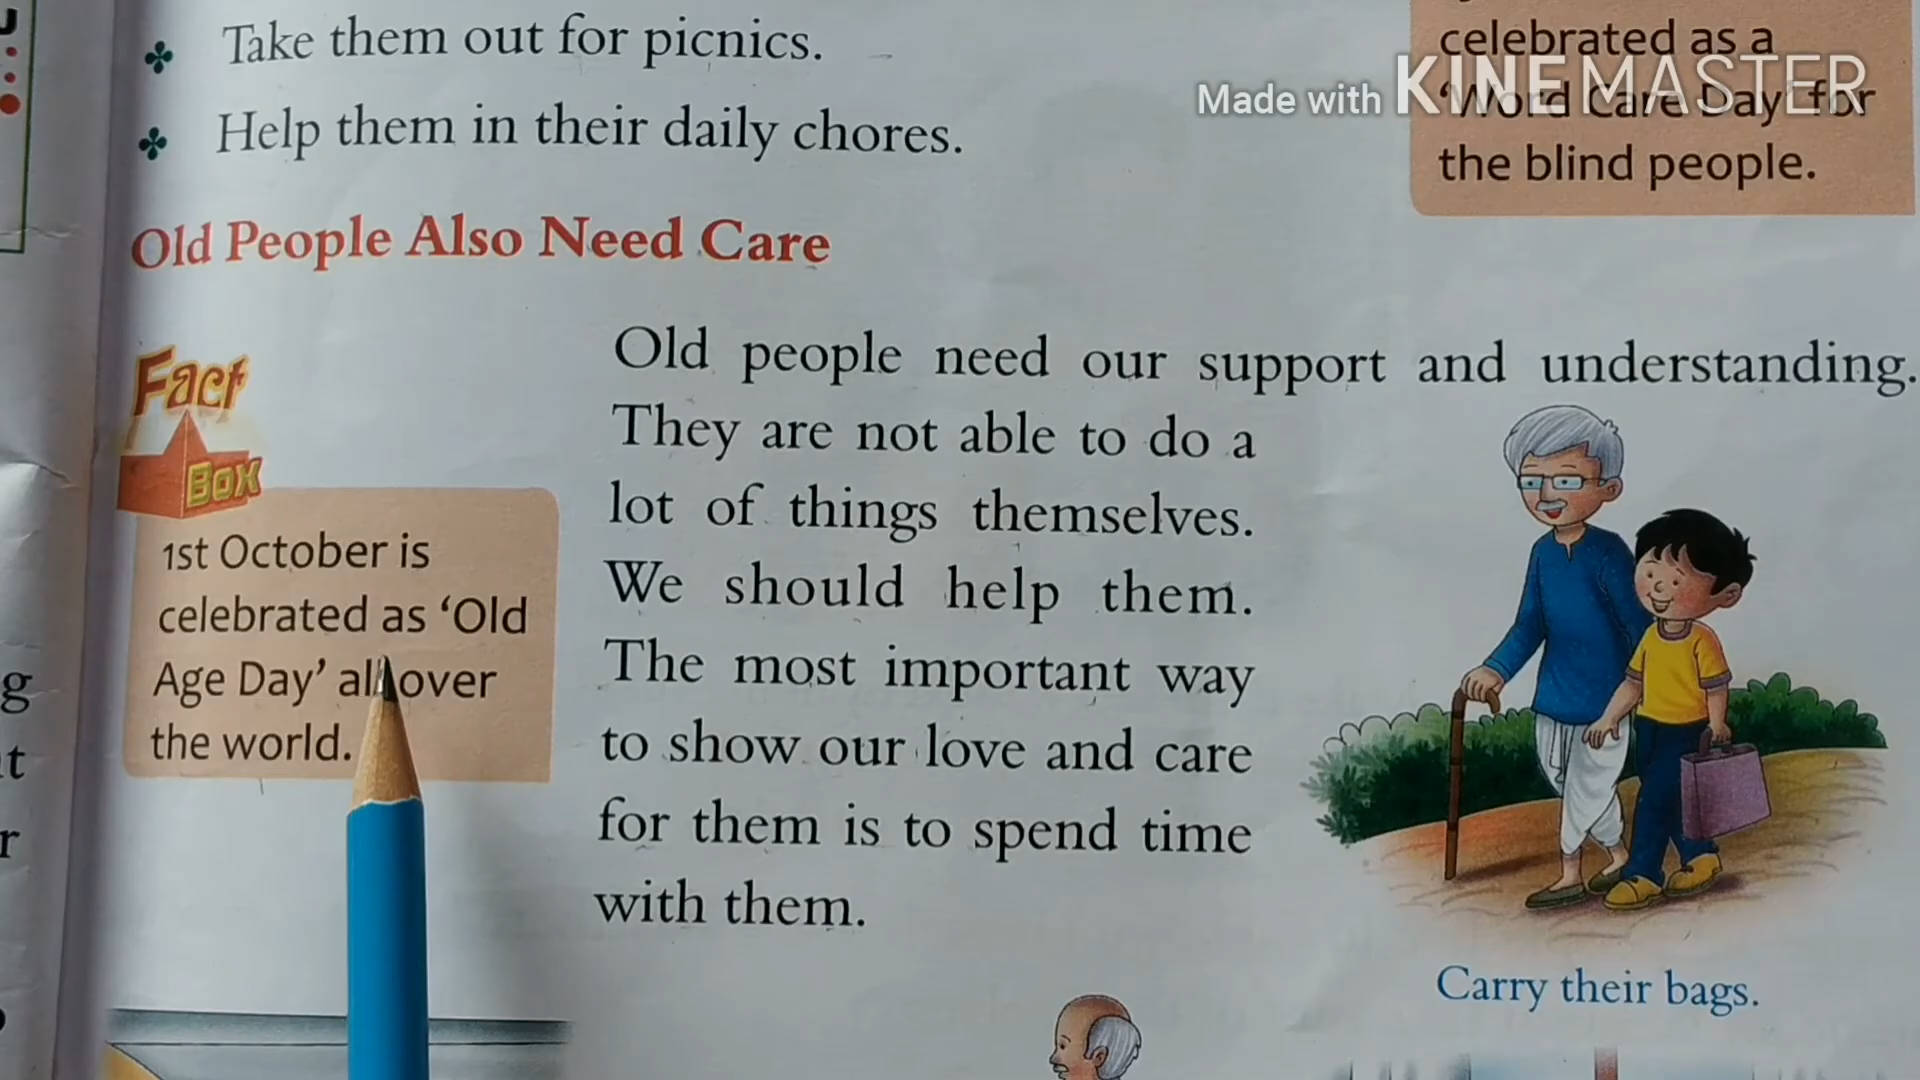 Take them out for picnics.
Help them in their daily chores.
celebrated as a
'Word Care Day' for
the blind people.
Made with KINEMASTER
Old People Also Need Care
Fact
Box
1st October is
celebrated as 'Old
Age Day' all over
the world.
Old people need our support and understanding.
They are not able to do a
lot of things themselves.
We should help them.
The most important way
to show our love and care
for them is to spend time
with them.
Carry their bags.
g
t
r